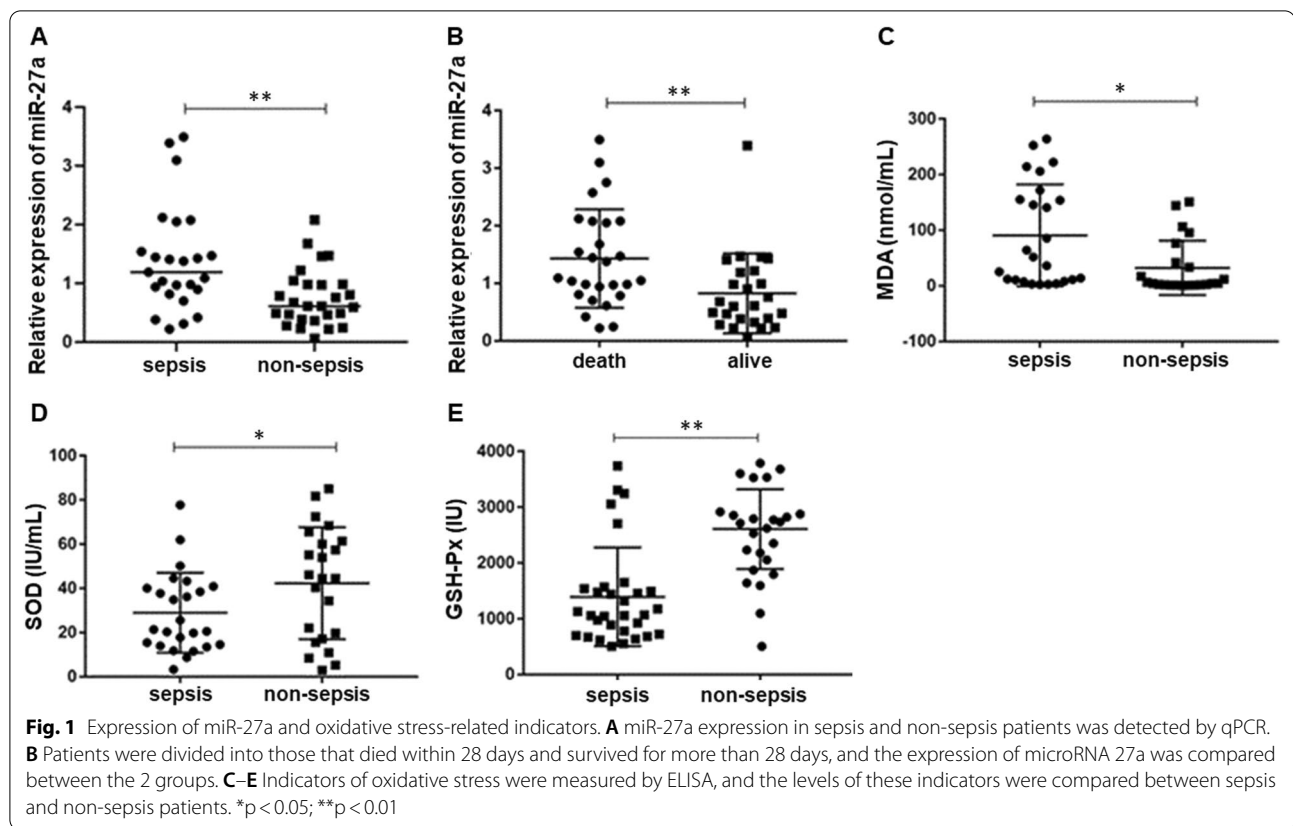 A
Relative expression of miR-27a
**
4
3
2
1
0
sepsis
non-sepsis
B
Relative expression of miR-27a
**
4
3
2
1
0
death
alive
C
MDA (nmol/mL)
*
300
200
100
0
-100
sepsis
non-sepsis
D
SOD (IU/mL)
*
100
80
60
40
20
0
sepsis
non-sepsis
E
GSH-Px (IU)
**
4000
3000
2000
1000
0
sepsis
non-sepsis
Fig. 1 Expression of miR-27a and oxidative stress-related indicators. A miR-27a expression in sepsis and non-sepsis patients was detected by qPCR.
B Patients were divided into those that died within 28 days and survived for more than 28 days, and the expression of microRNA 27a was compared
between the 2 groups. C–E Indicators of oxidative stress were measured by ELISA, and the levels of these indicators were compared between sepsis
and non-sepsis patients. *p < 0.05; **p < 0.01